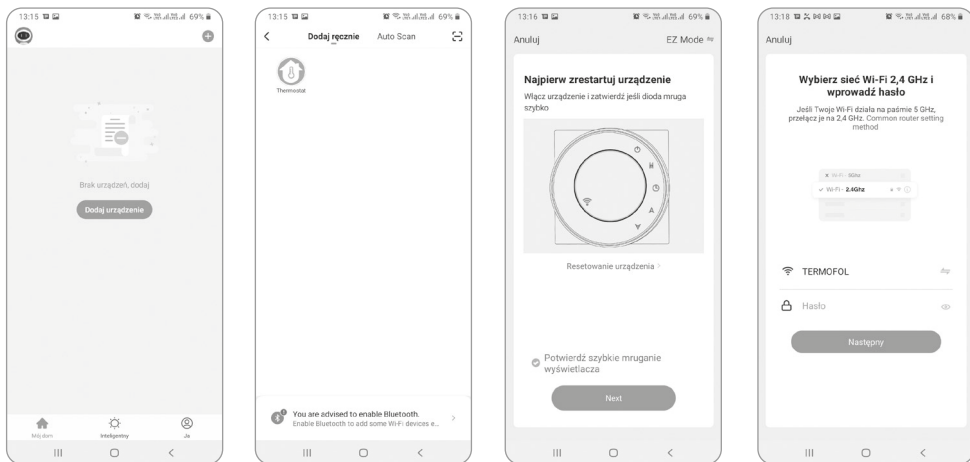 13:15
69%
Brak urządzeń, dodaj
Dodaj urządzenie
Mój dom
Inteligentny
Ja
13:15
69%
Dodaj ręcznie
Auto Scan
Thermostat
You are advised to enable Bluetooth.
Enable Bluetooth to add some Wi-Fi devices e...
13:16
69%
Anuluj
EZ Mode
Najpierw zrestartuj urządzenie
Włącz urządzenie i zatwierdź jeśli dioda mruga
szybko
M
A
Resetowanie urządzenia
Potwierdź szybkie mruganie
wyświetlacza
Next
13:18
68%
Anuluj
Wybierz sieć Wi-Fi 2,4 GHz i
wprowadź hasło
Jeśli Twoje Wi-Fi działa na paśmie 5 GHz,
przełącz je na 2,4 GHz. Common router setting
method
Wi-Fi - 5Ghz
Wi-Fi - 2.4Ghz
TERMOFOL
Hasło
Następny